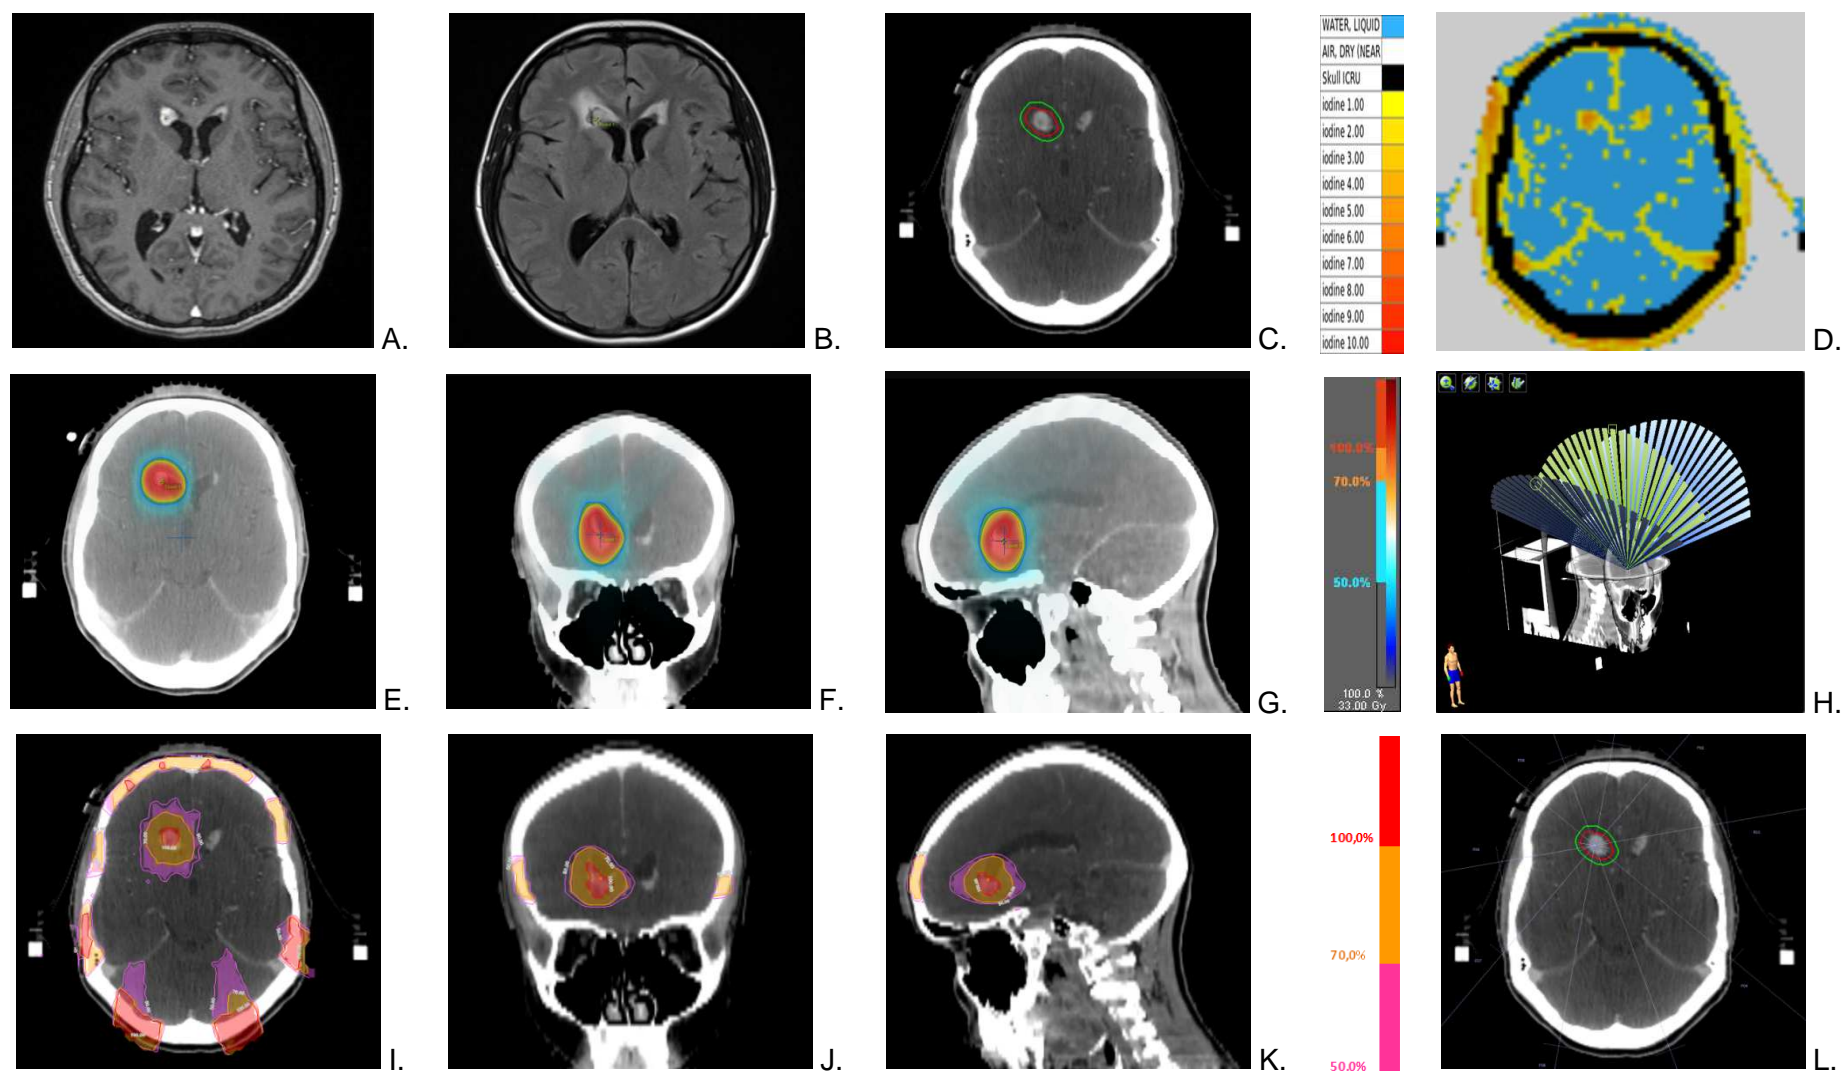 WATER, LIQUID
AIR, DRY (NEAR
Skull ICRU
iodine 1.00
iodine 2.00
iodine 3.00
iodine 4.00
iodine 5.00
iodine 6.00
iodine 7.00
iodine 8.00
iodine 9.00
iodine 10.00
A.
B.
C.
D.
100.0%
70.0%
50.0%
100.0 %
33.00 Gy
E.
F.
G.
H.
100,0%
70,0%
50.0%
I.
J.
K.
L.